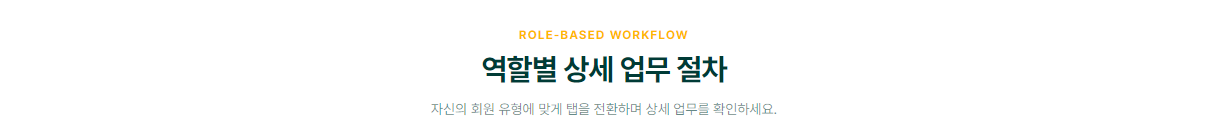 ROLE-BASED WORKFLOW
역할별 상세 업무 절차
자신의 회원 유형에 맞게 탭을 전환하며 상세 업무를 확인하세요.